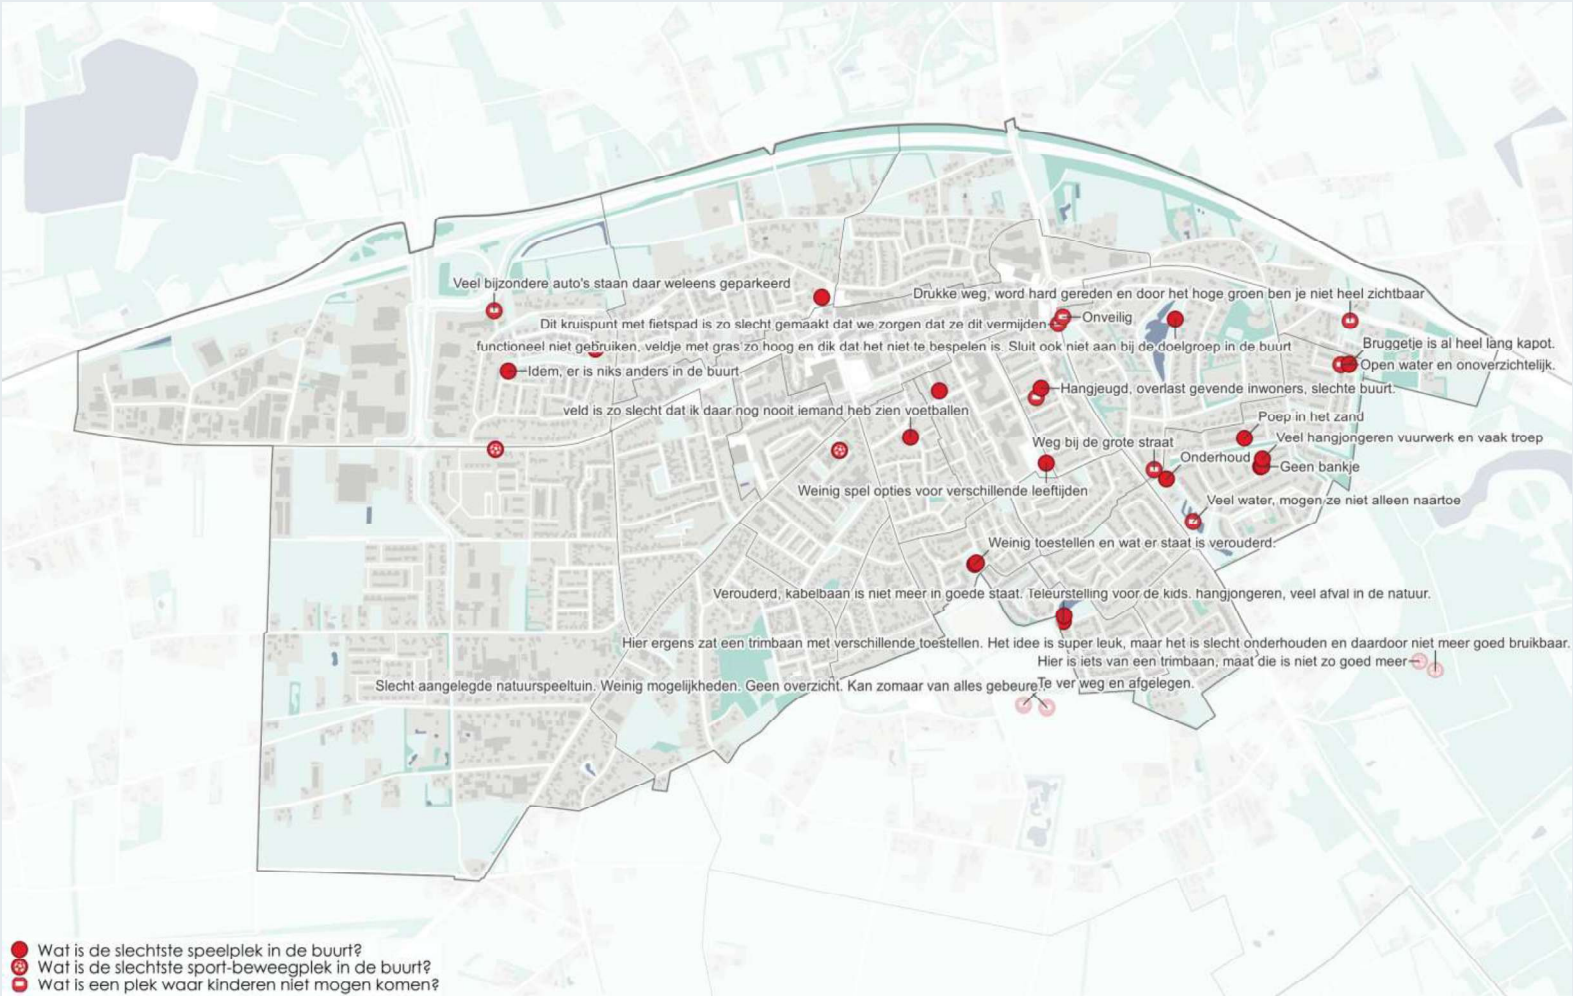 Veel bijzondere auto's staan daar weleens geparkeerd
Drukke weg, word hard gereden en door het hoge groen ben je niet heel zichtbaar
Dit kruispunt met fietspad is zo slecht gemaakt dat we zorgen dat ze dit vermijden
Onveilig
functioneel niet gebruiken, veldje met gras zo hoog en dik dat het niet te bespelen is. Sluit ook niet aan bij de doelgroep in de buurt
Bruggetje is al heel lang kapot.
Open water en onoverzichtelijk.
Idem, er is niks anders in de buurt
Hangjeugd, overlast gevende inwoners, slechte buurt.
veld is zo slecht dat ik daar nog nooit iemand heb zien voetballen
Poep in het zand
Weg bij de grote straat
Veel hangjongeren vuurwerk en vaak troep
Onderhoud
Geen bankje
Weinig spel opties voor verschillende leeftijden
Veel water, mogen ze niet alleen naartoe
Weinig toestellen en wat er staat is verouderd.
Verouderd, kabelbaan is niet meer in goede staat. Teleurstelling voor de kids. hangjongeren, veel afval in de natuur.
Hier ergens zat een trimbaan met verschillende toestellen. Het idee is super leuk, maar het is slecht onderhouden en daardoor niet meer goed bruikbaar.
Hier is iets van een trimbaan, maat die is niet zo goed meer
Slecht aangelegde natuurspeeltuin. Weinig mogelijkheden. Geen overzicht. Kan zomaar van alles gebeure..
Te ver weg en afgelegen.
Wat is de slechtste speelplek in de buurt?
Wat is de slechtste sport-beweegplek in de buurt?
Wat is een plek waar kinderen niet mogen komen?